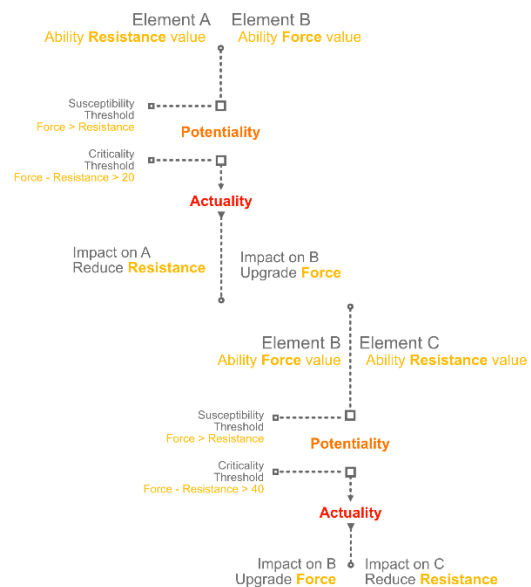 Element A Element B
Ability Resistance value Ability Force value
Susceptibility
Threshold
Force > Resistance
Potentiality
Criticality
Threshold
Force - Resistance > 20
Actuality
Impact on A
Reduce Resistance
Impact on B
Upgrade Force
Element B Element C
Ability Force value Ability Resistance value
Susceptibility
Threshold
Force > Resistance
Potentiality
Criticality
Threshold
Force - Resistance > 40
Actuality
Impact on B Impact on C
Upgrade Force Reduce Resistance